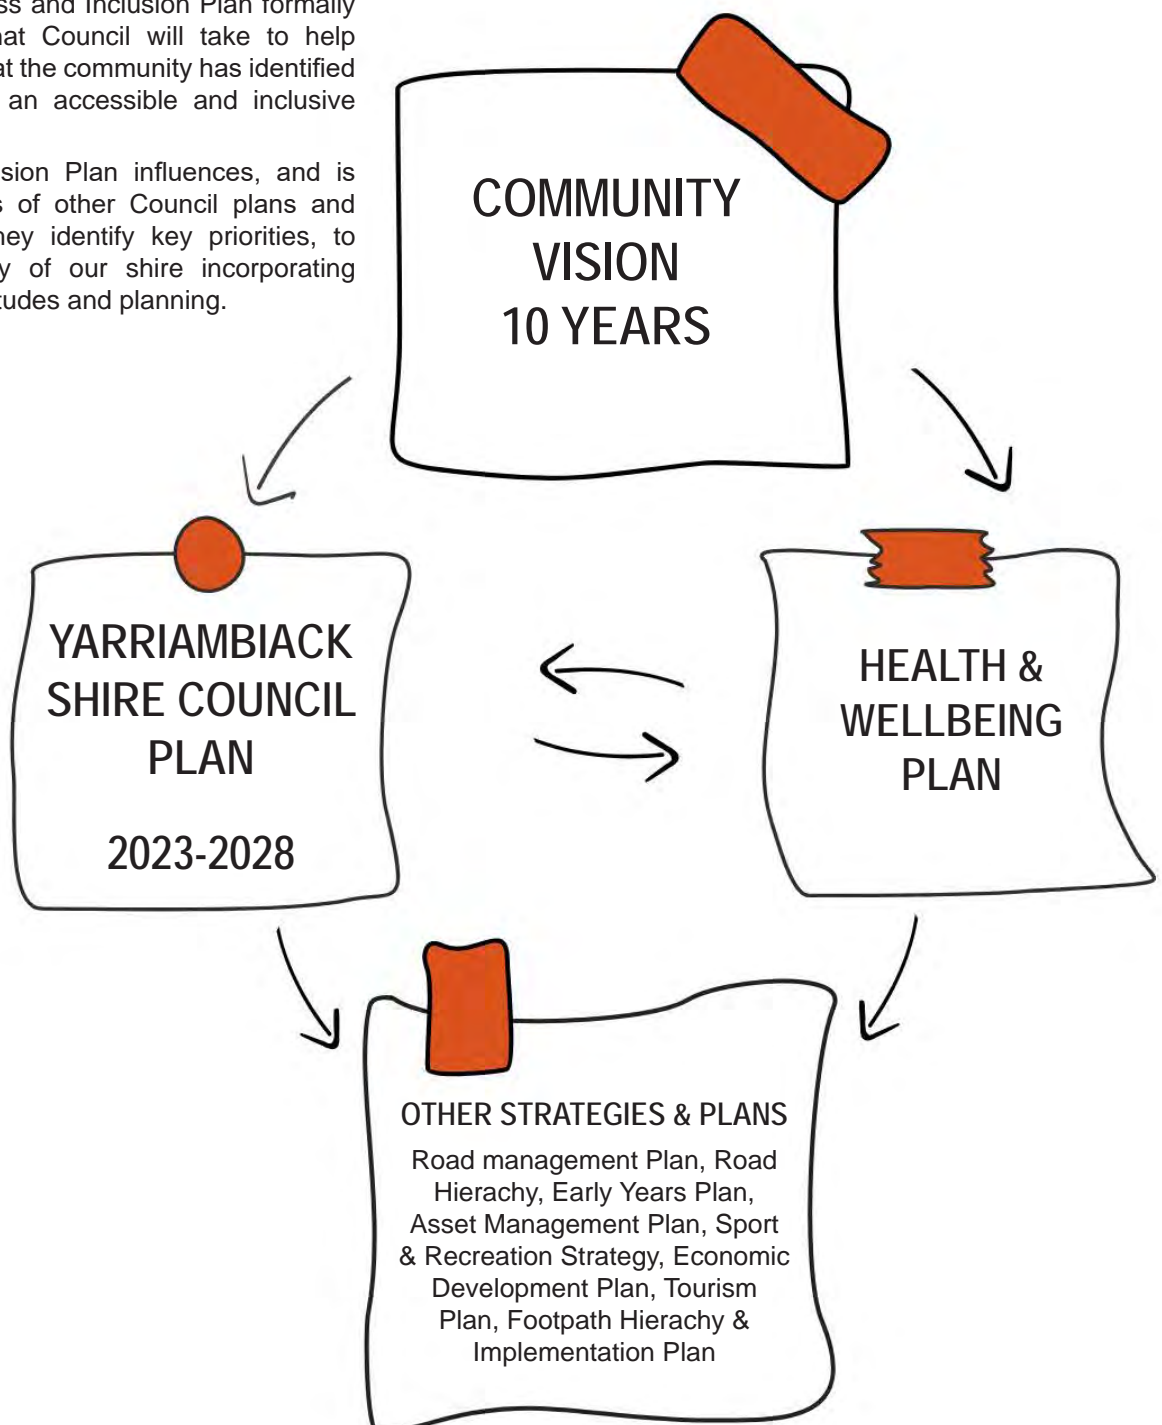 ss and Inclusion Plan formally
hat Council will take to help
at the community has identified
an accessible and inclusive
sion Plan influences, and is
s of other Council plans and
hey identify key priorities, to
y of our shire incorporating
tudes and planning.
COMMUNITY
VISION
10 YEARS
YARRIAMBIACK
SHIRE COUNCIL
PLAN
2023-2028
HEALTH &
WELLBEING
PLAN
OTHER STRATEGIES & PLANS
Road management Plan, Road
Hierachy, Early Years Plan,
Asset Management Plan, Sport
& Recreation Strategy, Economic
Development Plan, Tourism
Plan, Footpath Hierachy &
Implementation Plan